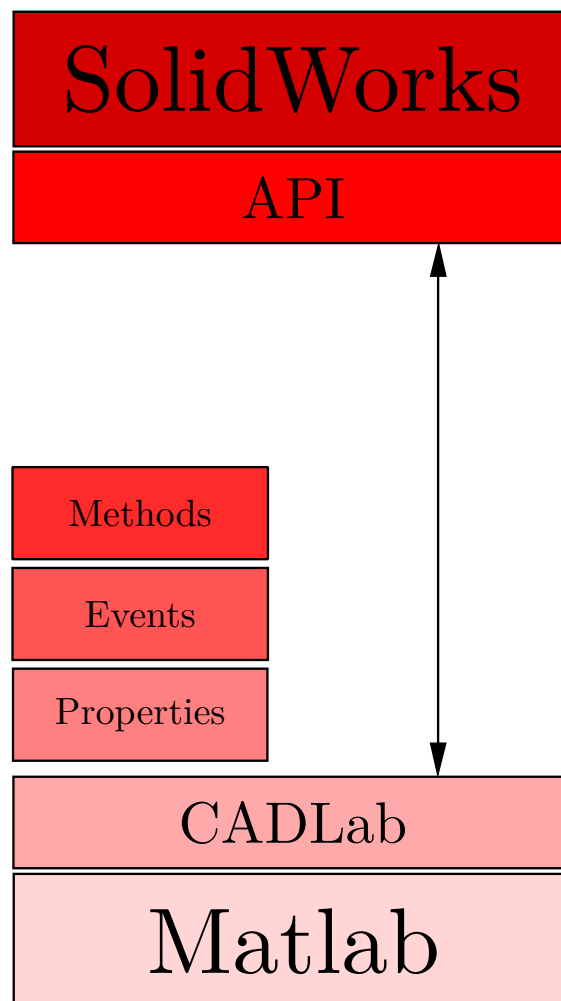 SolidWorks
API
Methods
Events
Properties
CADLab
Matlab